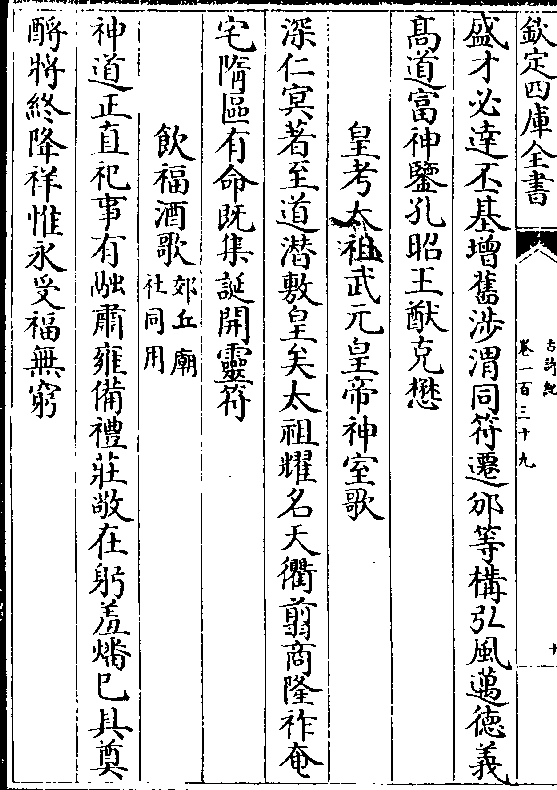 欽定四庫全書
古詩紀
卷一百三十九
十
盛才必達丕基增舊涉渭同符遷邠等構弘風邁德義
髙道富神鑒孔昭王猷克懋
皇考太祖武元皇帝神室歌
深仁冥著至道潜敷皇矣太祖耀名天衢翦商隆祚奄
宅隋區有命既集誕開靈符
飲福酒歌
郊丘廟
社同用
神道正直祀事有融肅雍備禮莊敬在躬羞燔已具奠
酹將終降祥惟永受福無窮